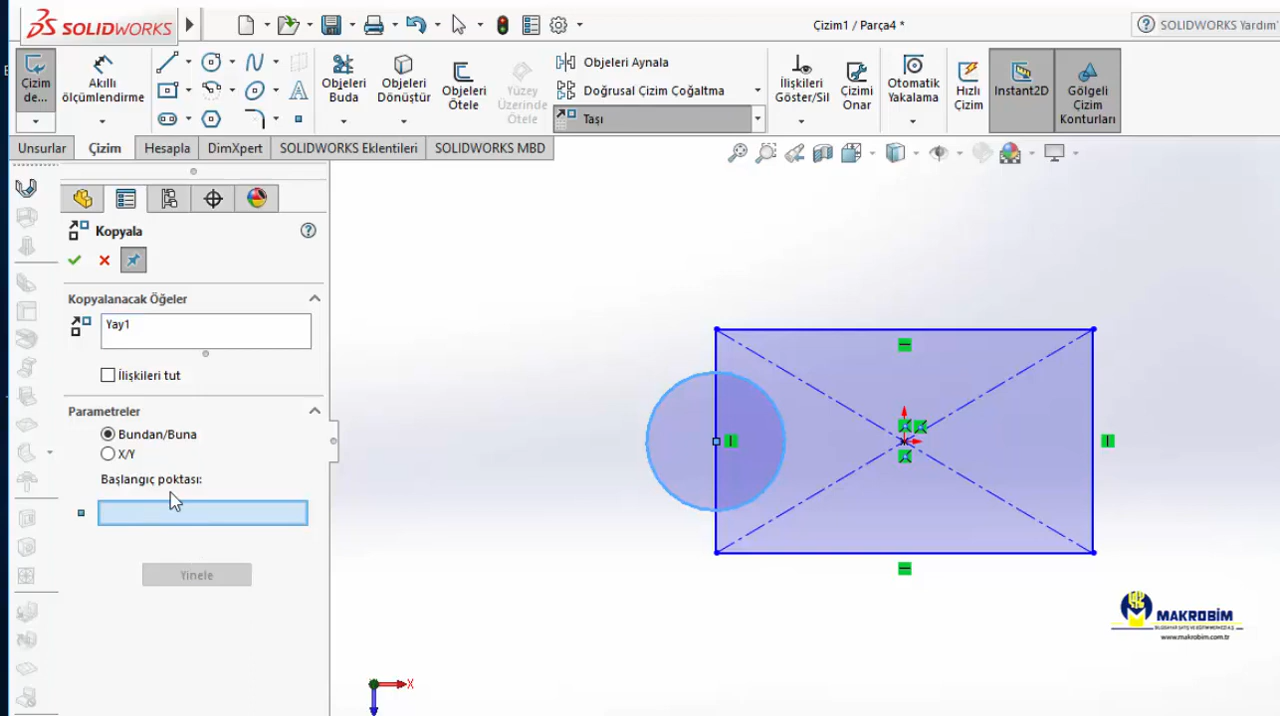 SOLIDWORKS
Çizim1 / Parça4 *
SOLIDWORKS Yardım
Çizim de...
Akıllı ölçümlendirme
Objeleri Buda
Objeleri Dönüştür
Objeleri Ötele
Yüzey Üzerinde Ötele
Objeleri Aynala
Doğrusal Çizim Çoğaltma
Taşı
İlişkileri Göster/Sil
Çizimi Onar
Otomatik Yakalama
Hızlı Çizim
Instant2D
Gölgeli Çizim Konturları
Unsurlar
Çizim
Hesapla
DimXpert
SOLIDWORKS Eklentileri
SOLIDWORKS MBD
Kopyala
Kopyalanacak Öğeler
Yay1
İlişkileri tut
Parametreler
Bundan/Buna
X/Y
Başlangıç poktası:
Yinele
X
MAKROBİM
www.makrobim.com.tr